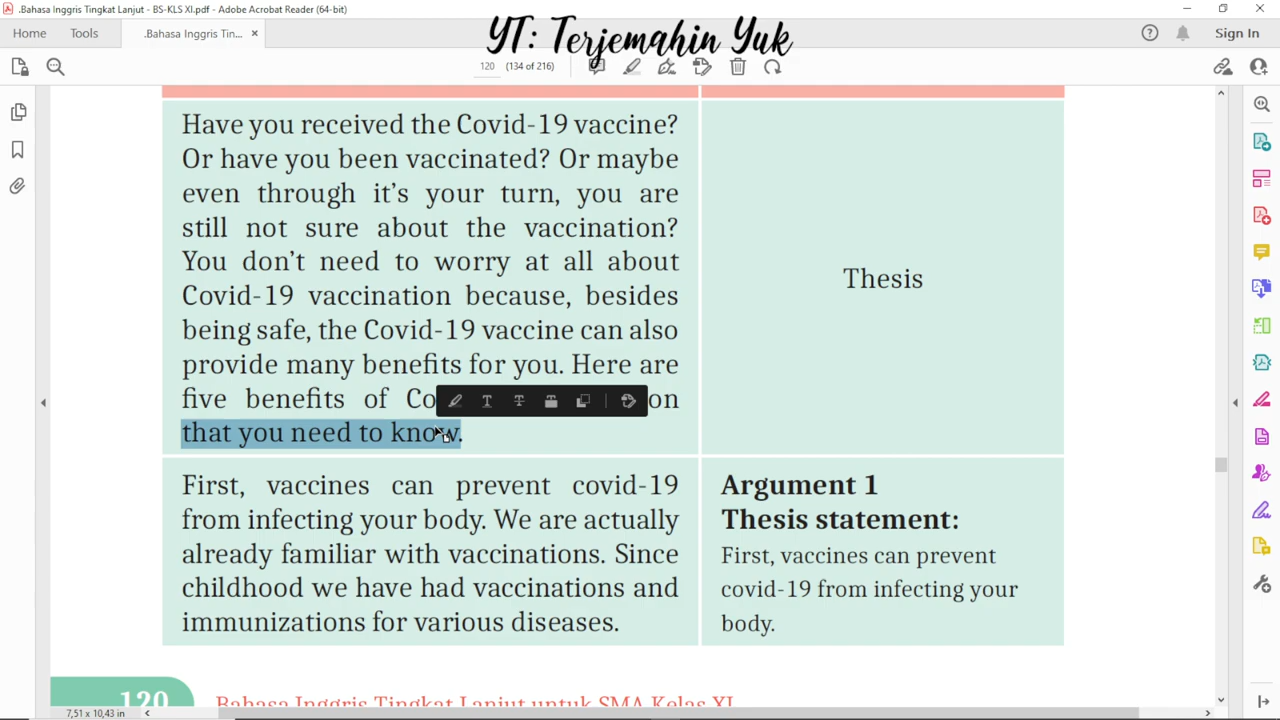 .Bahasa Inggris Tingkat Lanjut - BS-KLS XI.pdf - Adobe Acrobat Reader (64-bit)
Home Tools .Bahasa Inggris Tin... Sign In
YT: Terjemahin Yuk
120 (134 of 216)
Have you received the Covid-19 vaccine?
Or have you been vaccinated? Or maybe
even through it's your turn, you are
still not sure about the vaccination?
You don't need to worry at all about
Covid-19 vaccination because, besides
being safe, the Covid-19 vaccine can also
provide many benefits for you. Here are
five benefits of Co on
that you need to know.
Thesis
First, vaccines can prevent covid-19
from infecting your body. We are actually
already familiar with vaccinations. Since
childhood we have had vaccinations and
immunizations for various diseases.
Argument 1
Thesis statement:
First, vaccines can prevent
covid-19 from infecting your
body.
120 Bahasa Inggris Tingkat Lanjut untuk SMA Kelas XI
7,51 x 10,43 in